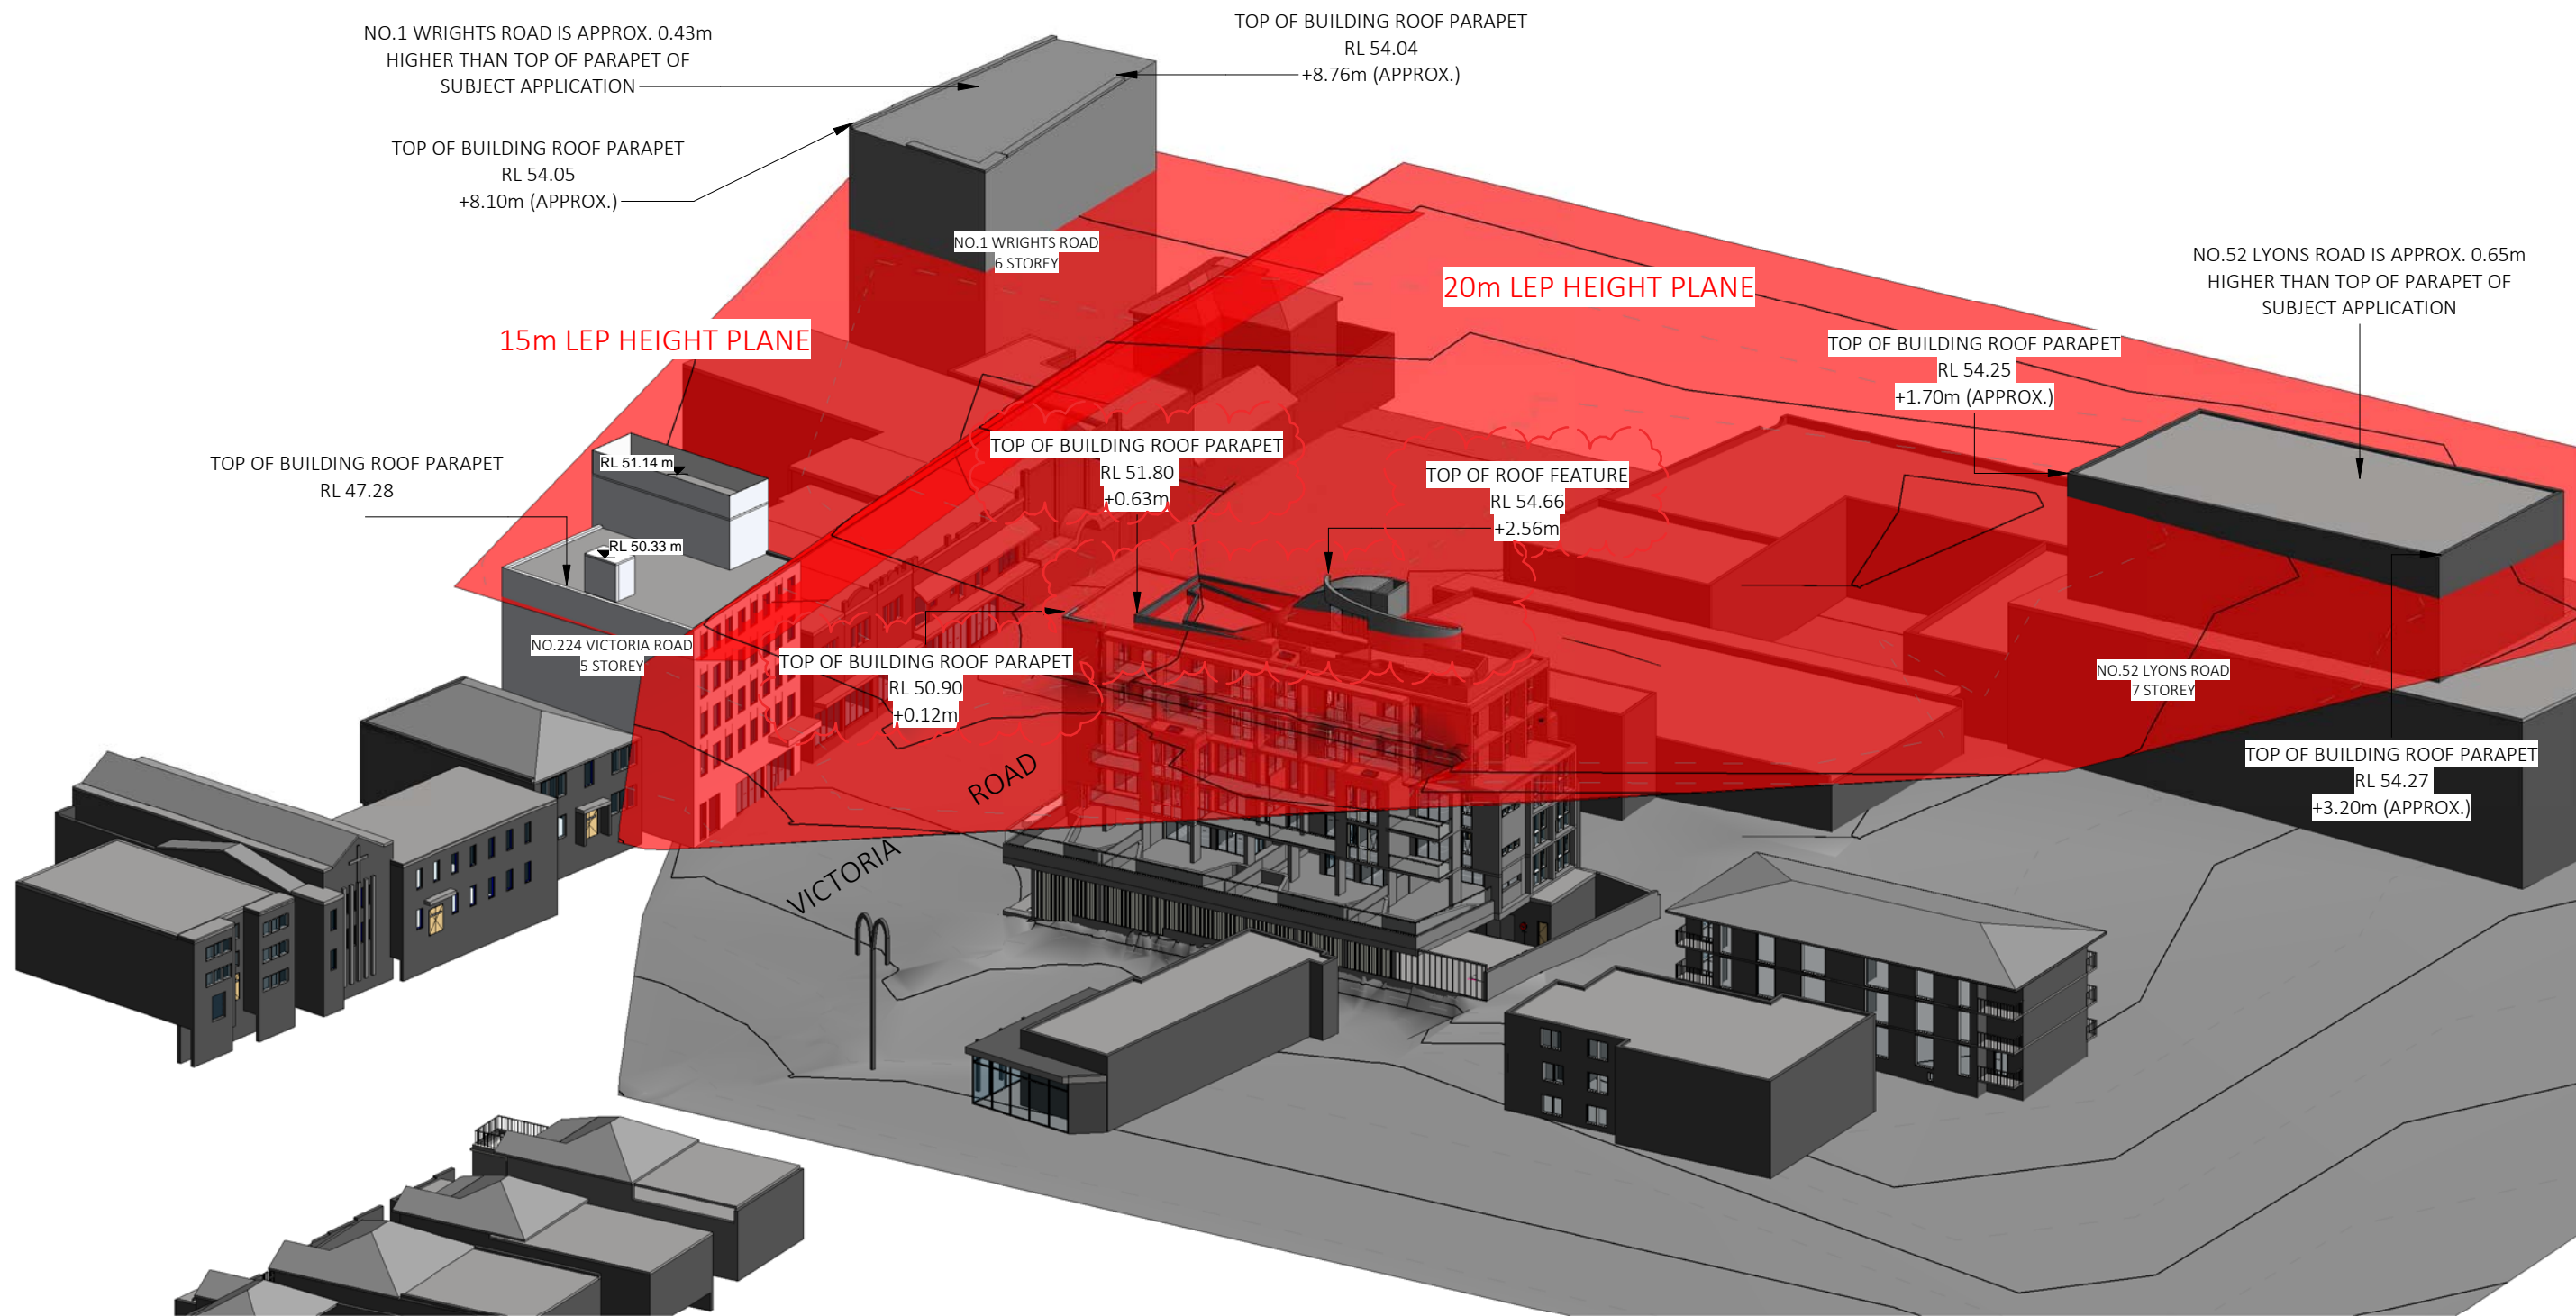 NO.1 WRIGHTS ROAD IS APPROX. 0.43m
HIGHER THAN TOP OF PARAPET OF
SUBJECT APPLICATION
TOP OF BUILDING ROOF PARAPET
RL 54.04
+8.76m (APPROX.)
TOP OF BUILDING ROOF PARAPET
RL 54.05
+8.10m (APPROX.)
NO.1 WRIGHTS ROAD
6 STOREY
NO.52 LYONS ROAD IS APPROX. 0.65m
HIGHER THAN TOP OF PARAPET OF
SUBJECT APPLICATION
20m LEP HEIGHT PLANE
15m LEP HEIGHT PLANE
TOP OF BUILDING ROOF PARAPET
RL 54.25
+1.70m (APPROX.)
TOP OF BUILDING ROOF PARAPET
RL 47.28
RL 51.14 m
RL 50.33 m
TOP OF BUILDING ROOF PARAPET
RL 51.80
+0.63m
TOP OF ROOF FEATURE
RL 54.66
+2.56m
NO.224 VICTORIA ROAD
5 STOREY
TOP OF BUILDING ROOF PARAPET
RL 50.90
+0.12m
NO.52 LYONS ROAD
7 STOREY
TOP OF BUILDING ROOF PARAPET
RL 54.27
+3.20m (APPROX.)
VICTORIA ROAD